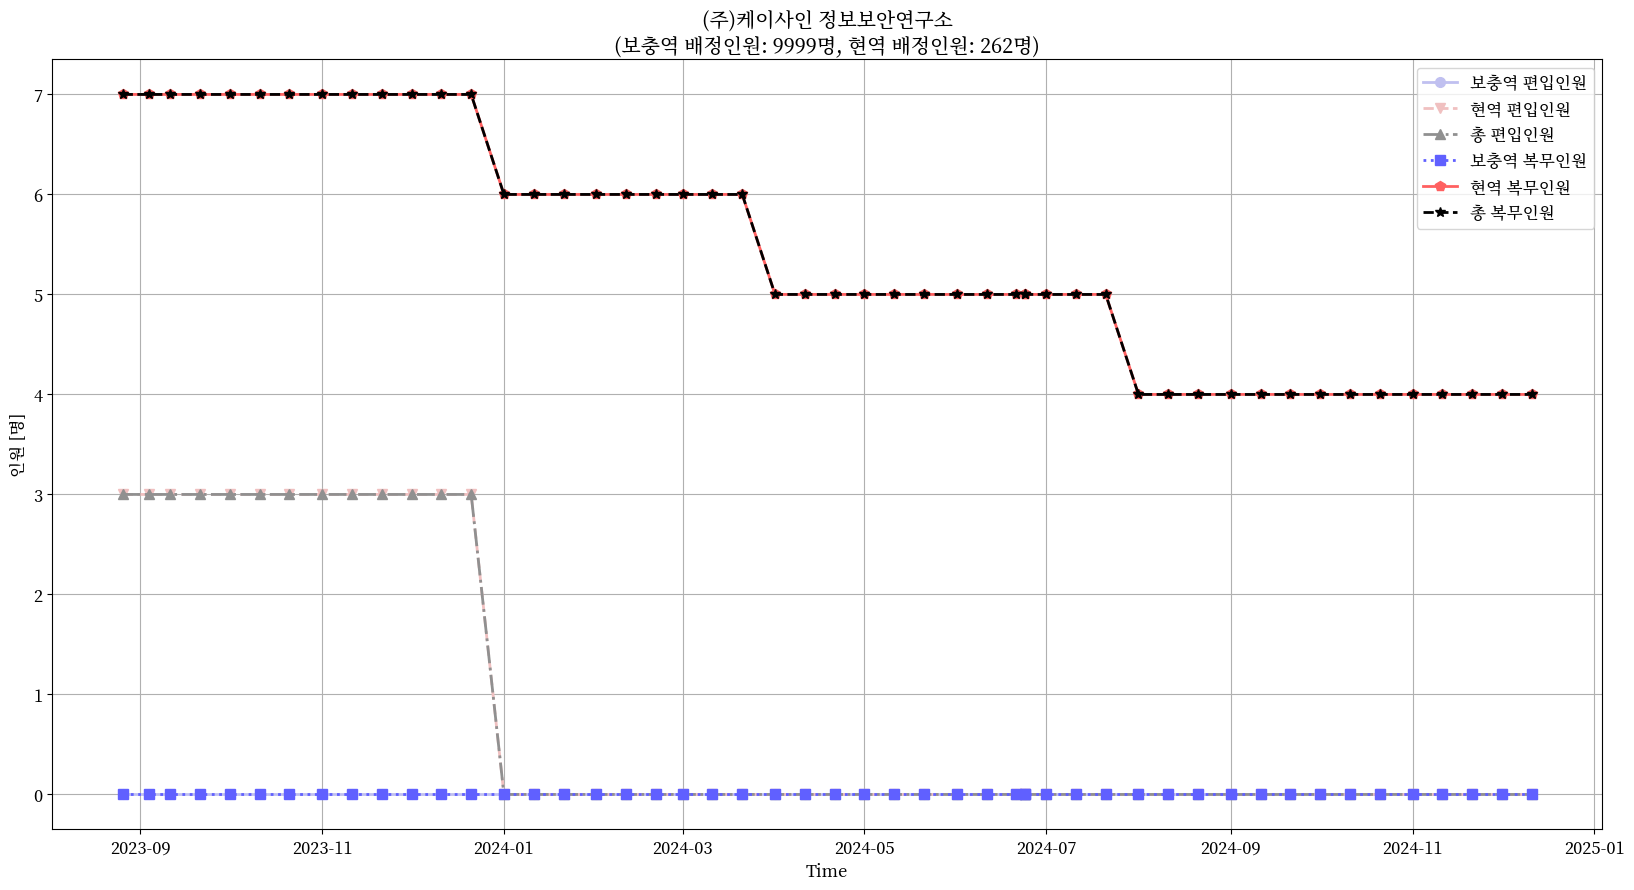 (주)케이사인 정보보안연구소
(보충역 배정인원: 9999명, 현역 배정인원: 262명)
보충역 편입인원
현역 편입인원
총 편입인원
보충역 복무인원
현역 복무인원
총 복무인원
인원 [명]
7
6
5
4
3
2
1
0
2023-09 2023-11 2024-01 2024-03 2024-05 2024-07 2024-09 2024-11 2025-01
Time